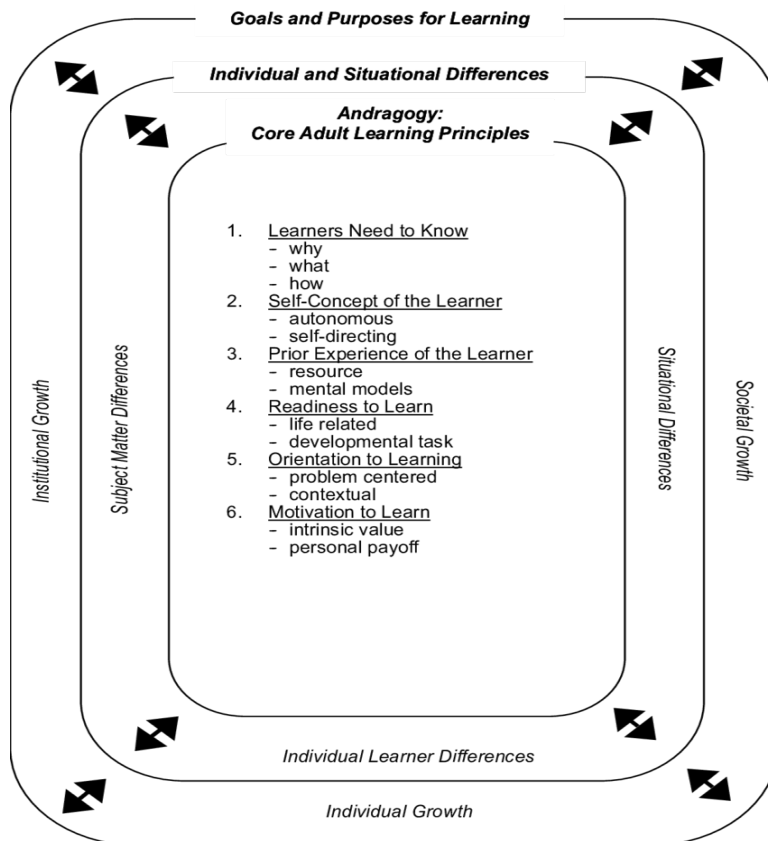 Goals and Purposes for Learning
Individual and Situational Differences
Andragogy:
Core Adult Learning Principles
1. Learners Need to Know
- why
- what
- how
2. Self-Concept of the Learner
- autonomous
- self-directing
3. Prior Experience of the Learner
- resource
- mental models
4. Readiness to Learn
- life related
- developmental task
5. Orientation to Learning
- problem centered
- contextual
6. Motivation to Learn
- intrinsic value
- personal payoff
Institutional Growth
Subject Matter Differences
Situational Differences
Societal Growth
Individual Learner Differences
Individual Growth